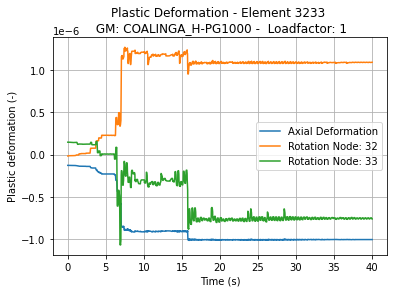 Plastic Deformation - Element 3233
GM: COALINGA_H-PG1000 - Loadfactor: 1
1e−6
1.0
0.5
0.0
−0.5
−1.0
Plastic deformation (-)
Axial Deformation
Rotation Node: 32
Rotation Node: 33
0 5 10 15 20 25 30 35 40
Time (s)